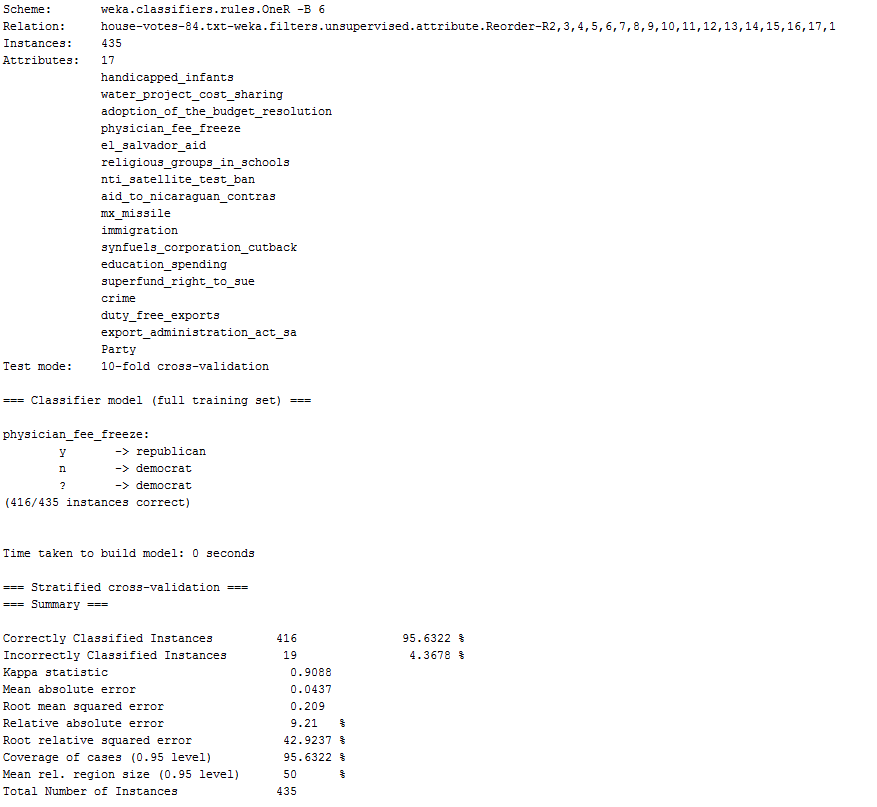 Scheme: weka.classifiers.rules.OneR -B 6
Relation: house-votes-84.txt-weka.filters.unsupervised.attribute.Reorder-R2,3,4,5,6,7,8,9,10,11,12,13,14,15,16,17,1
Instances: 435
Attributes: 17
handicapped_infants
water_project_cost_sharing
adoption_of_the_budget_resolution
physician_fee_freeze
el_salvador_aid
religious_groups_in_schools
nti_satellite_test_ban
aid_to_nicaraguan_contras
mx_missile
immigration
synfuels_corporation_cutback
education_spending
superfund_right_to_sue
crime
duty_free_exports
export_administration_act_sa
Party
Test mode: 10-fold cross-validation
=== Classifier model (full training set) ===
physician_fee_freeze:
y -> republican
n -> democrat
? -> democrat
(416/435 instances correct)
Time taken to build model: 0 seconds
=== Stratified cross-validation ===
=== Summary ===
Correctly Classified Instances 416 95.6322 %
Incorrectly Classified Instances 19 4.3678 %
Kappa statistic 0.9088
Mean absolute error 0.0437
Root mean squared error 0.209
Relative absolute error 9.21 %
Root relative squared error 42.9237 %
Coverage of cases (0.95 level) 95.6322 %
Mean rel. region size (0.95 level) 50 %
Total Number of Instances 435